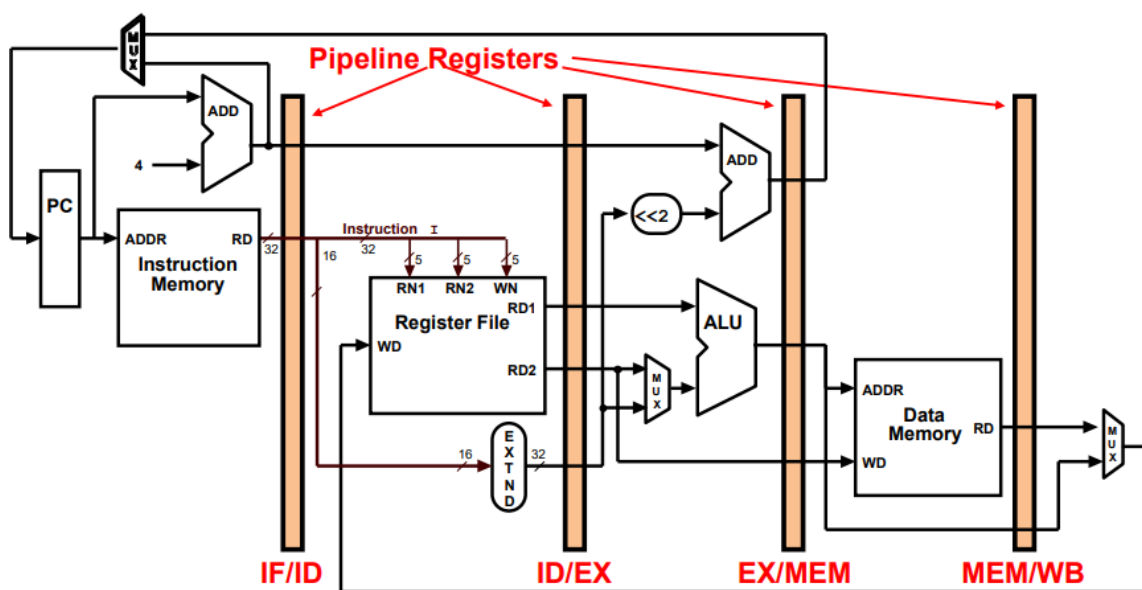 MUX
Pipeline Registers
ADD
4
ADD
PC
<<2
ADDR
RD
32
Instruction
Memory
Instruction I
32
16
5
5
5
RN1
RN2
WN
RD1
Register File
WD
RD2
ALU
MUX
ADDR
Data
Memory
RD
WD
MUX
16
EXTND
32
IF/ID
ID/EX
EX/MEM
MEM/WB